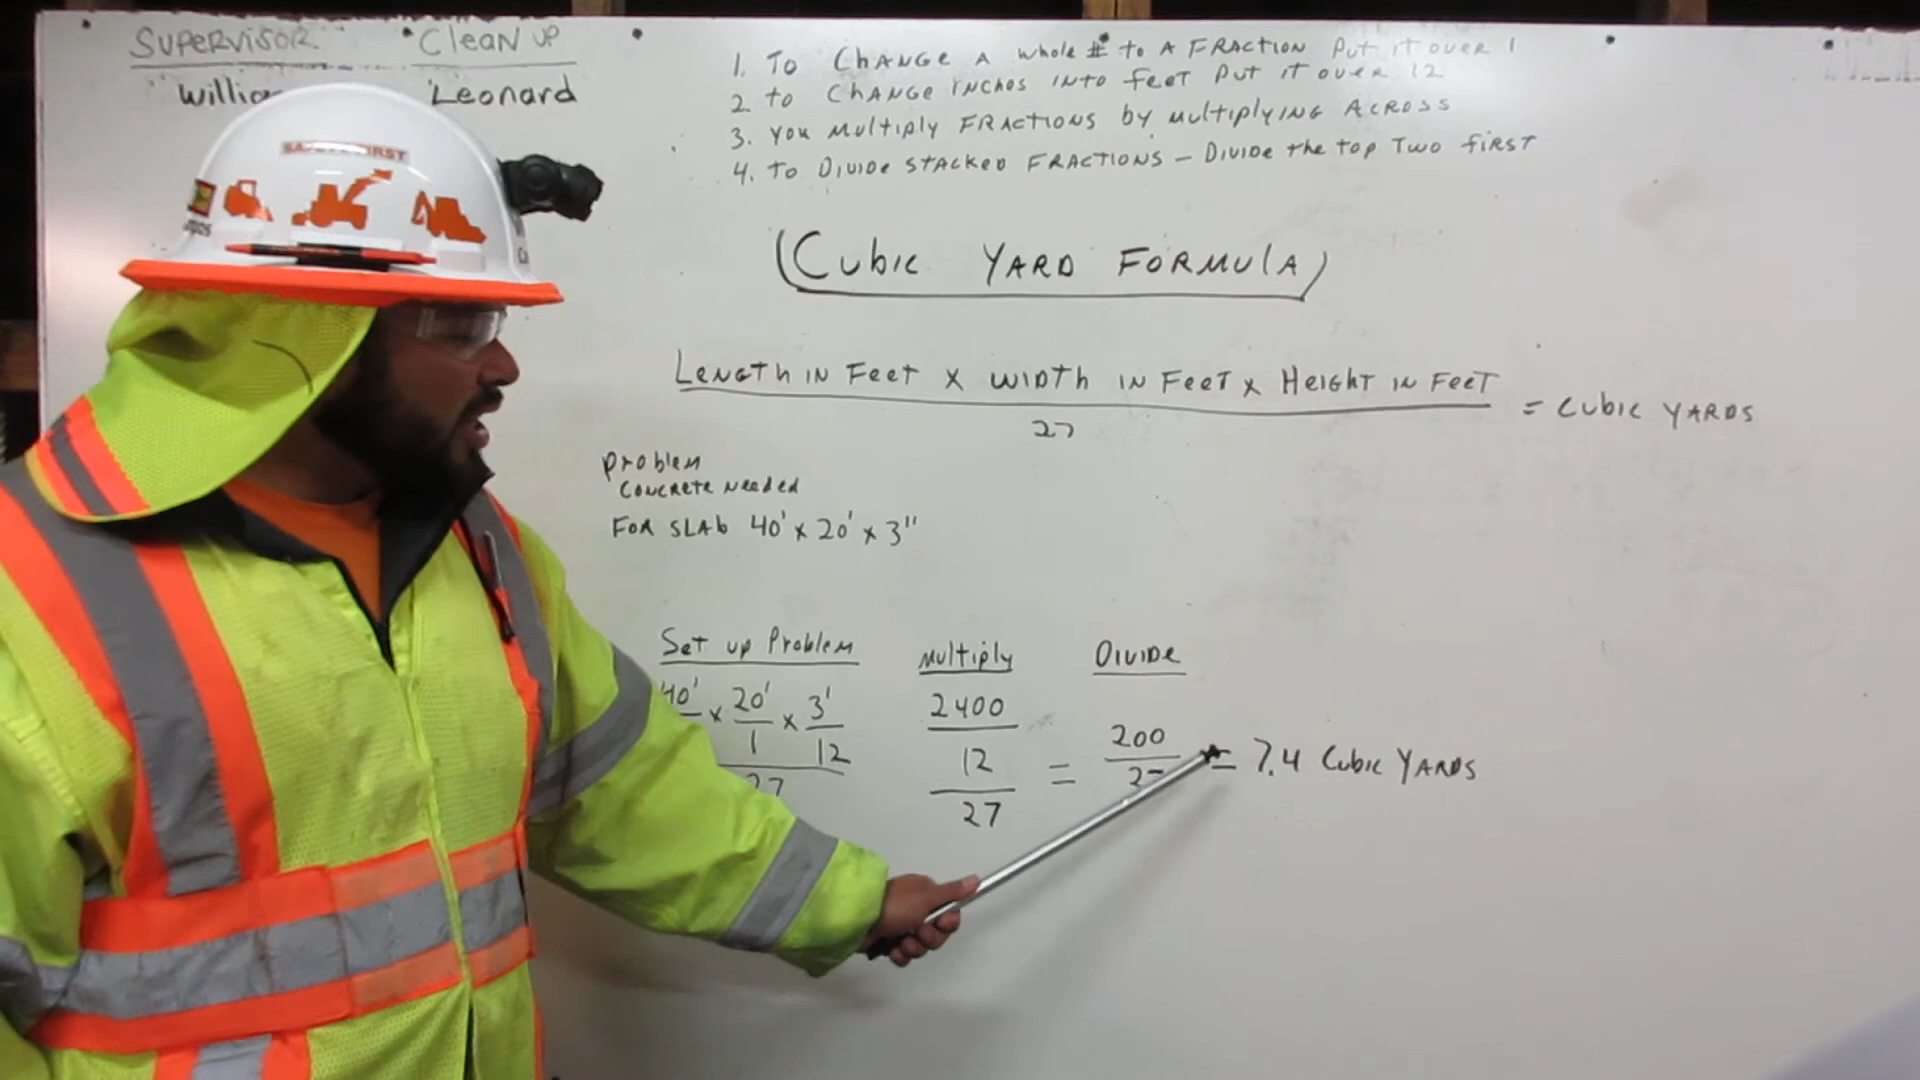 SUPERVISOR CLEAN UP
Leonard
1. To CHANGE A whole # to A FRACTION Put it over 1
2 to CHANGE INCHOS INTO feet Put it over 12
3. you Multiply FRACTIONS by Multiplying Across
4. to Divide Stacked Fractions - Divide the top Two first
(Cubic YARD FORMULA)
LENGTH IN FEET X WIDTH IN FEET X HEIGHT IN FEET
27
= CUBIC YARDS
Problem
CONCRETE NEEDED
FOR SLAb 40' x 20' x 3"
Set up Problem Multiply DIVIDE
40' x 20' x 3' 2400 200
1 12 12 = 27 = 7.4 Cubic YARDS
27 27
SAFETY FIRST